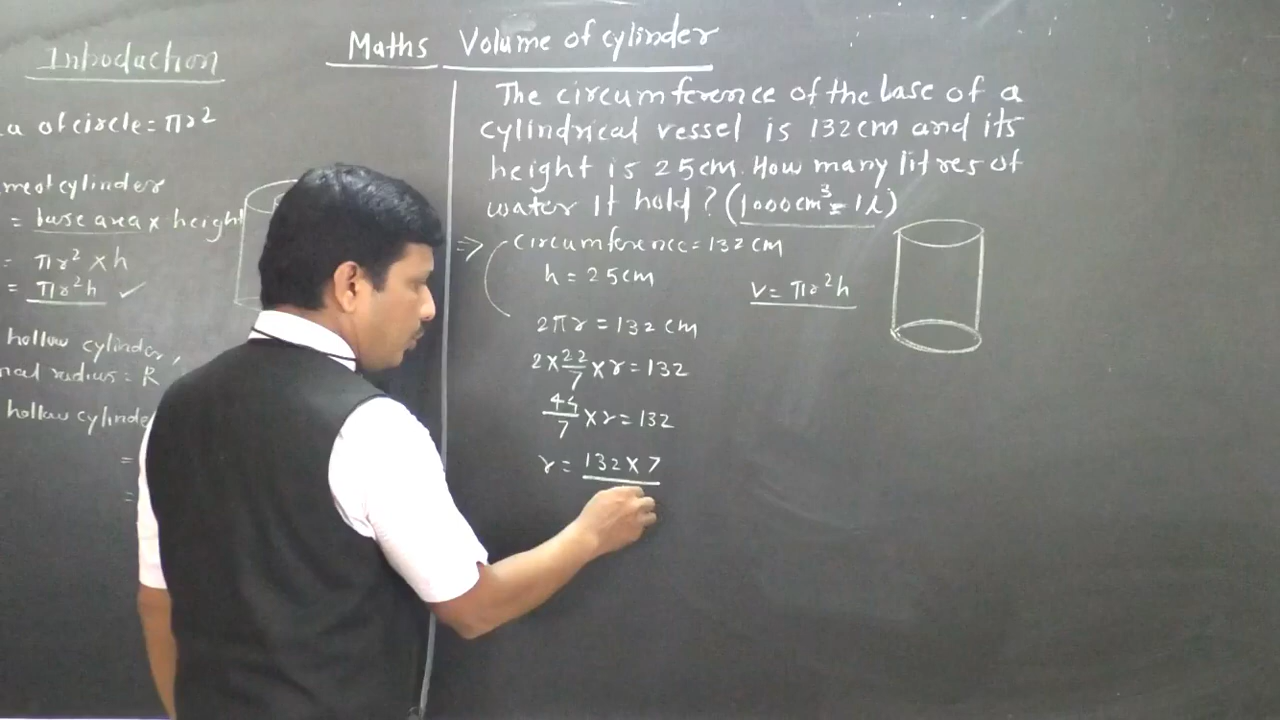 Introduction
Maths Volume of cylinder
a of circle = πr²
of cylinder
= base area x height
= πr² x h
= πr²h ✓
hollow cylinder,
radius = R
hollow cylinde
=
=
The circumference of the base of a
cylindrical vessel is 132cm and its
height is 25cm. How many litres of
water It hold ? (1000cm³ = 1l)
=> circumference = 132 cm
h = 25cm
V = πr²h
2πr = 132 cm
2 x 22/7 x r = 132
44/7 x r = 132
r = 132 x 7